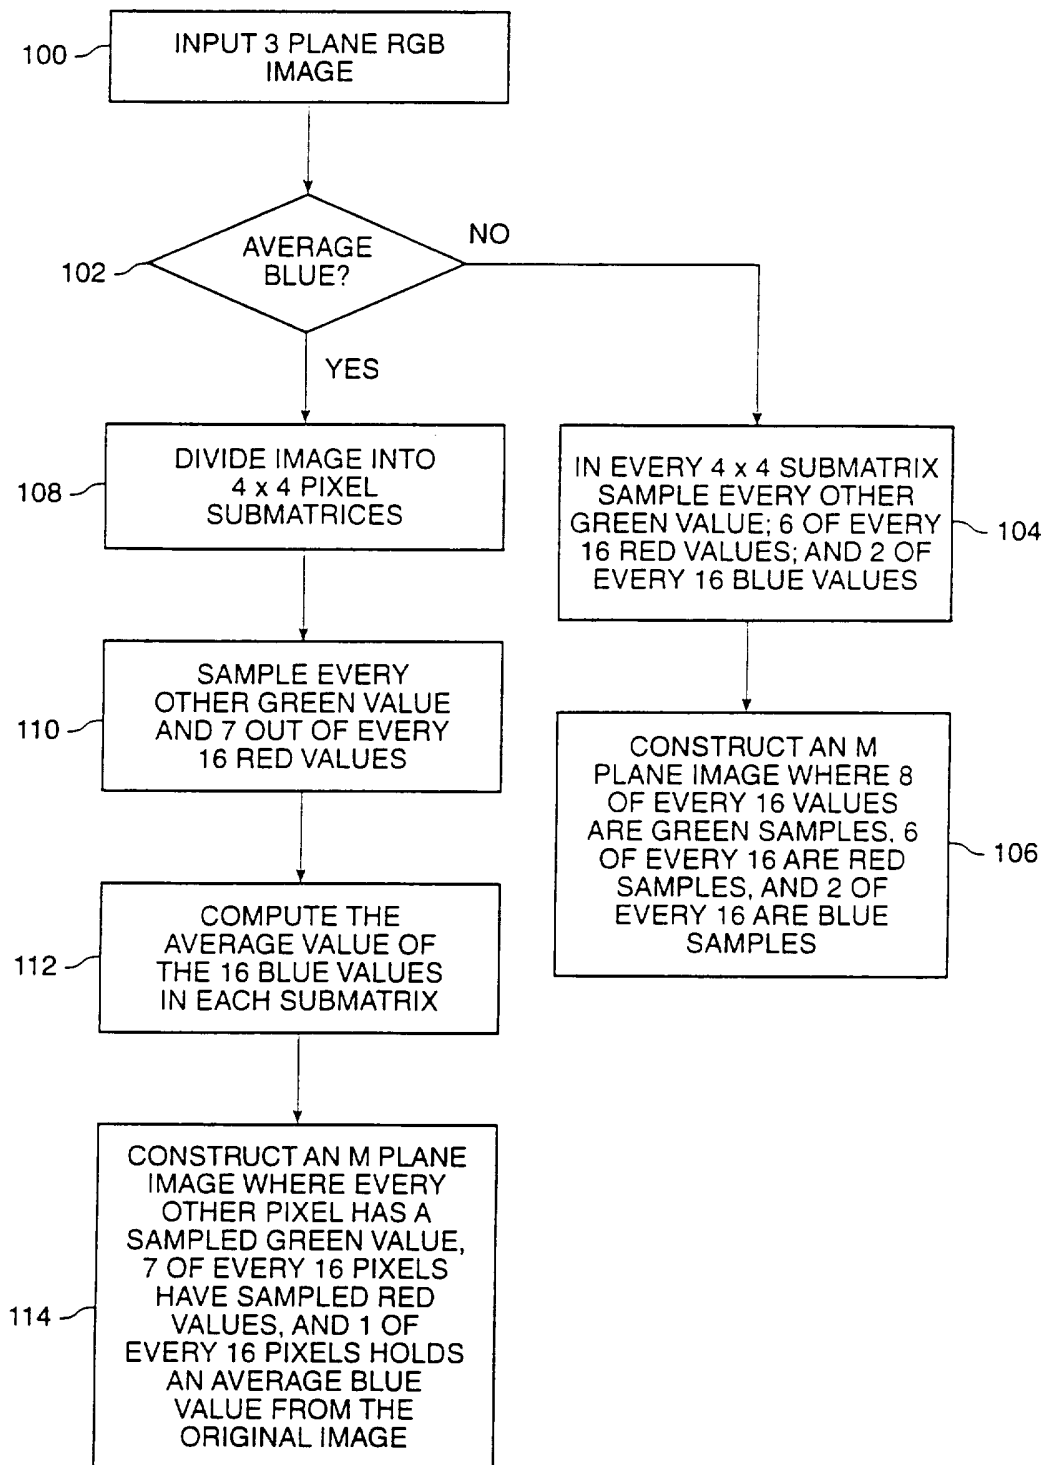 100
INPUT 3 PLANE RGB
IMAGE
102
AVERAGE
BLUE?
NO
YES
108
DIVIDE IMAGE INTO
4 x 4 PIXEL
SUBMATRICES
IN EVERY 4 x 4 SUBMATRIX
SAMPLE EVERY OTHER
GREEN VALUE; 6 OF EVERY
16 RED VALUES; AND 2 OF
EVERY 16 BLUE VALUES
104
110
SAMPLE EVERY
OTHER GREEN VALUE
AND 7 OUT OF EVERY
16 RED VALUES
CONSTRUCT AN M
PLANE IMAGE WHERE 8
OF EVERY 16 VALUES
ARE GREEN SAMPLES, 6
OF EVERY 16 ARE RED
SAMPLES, AND 2 OF
EVERY 16 ARE BLUE
SAMPLES
106
112
COMPUTE THE
AVERAGE VALUE OF
THE 16 BLUE VALUES
IN EACH SUBMATRIX
114
CONSTRUCT AN M PLANE
IMAGE WHERE EVERY
OTHER PIXEL HAS A
SAMPLED GREEN VALUE,
7 OF EVERY 16 PIXELS
HAVE SAMPLED RED
VALUES, AND 1 OF
EVERY 16 PIXELS HOLDS
AN AVERAGE BLUE
VALUE FROM THE
ORIGINAL IMAGE